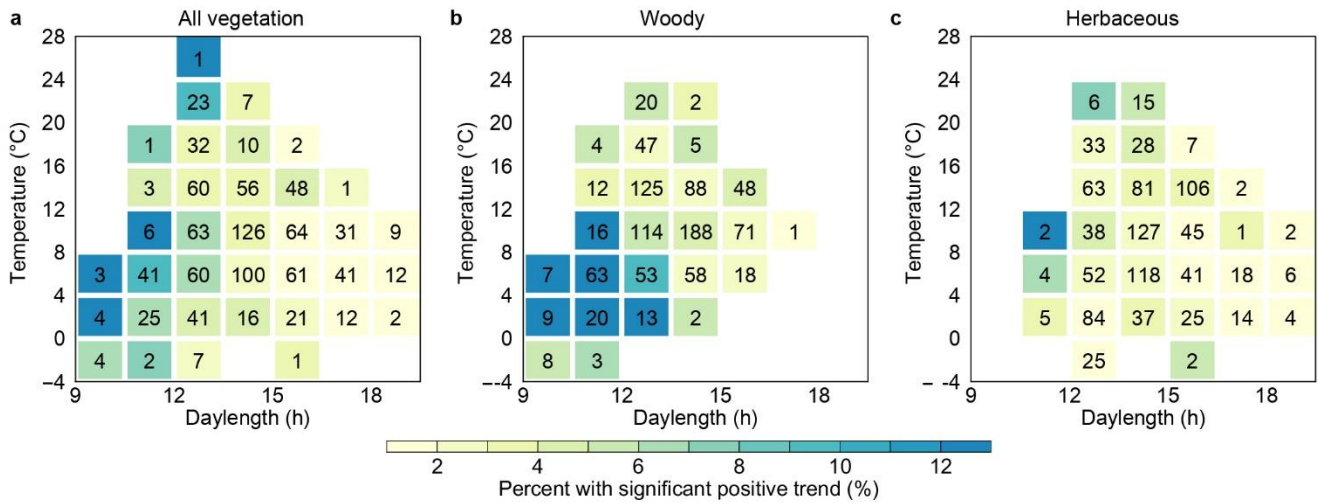 a All vegetation
28
24
20
16
12
8
4
0
−4
Temperature (°C)
1
23 7
1 32 10 2
3 60 56 48 1
6 63 126 64 31 9
3 41 60 100 61 41 12
4 25 41 16 21 12 2
4 2 7 1
9 12 15 18
Daylength (h)
b Woody
28
24
20
16
12
8
4
0
--4
Temperature (°C)
20 2
4 47 5
12 125 88 48
16 114 188 71 1
7 63 53 58 18
9 20 13 2
8 3
9 12 15 18
Daylength (h)
c Herbaceous
28
24
20
16
12
8
4
0
- -4
Temperature (°C)
6 15
33 28 7
63 81 106 2
2 38 127 45 1 2
4 52 118 41 18 6
5 84 37 25 14 4
25 2
9 12 15 18
Daylength (h)
2 4 6 8 10 12
Percent with significant positive trend (%)